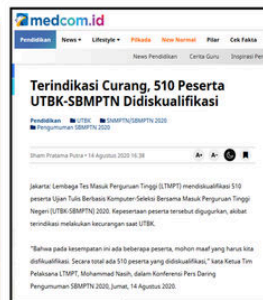 medcom.id
Pendidikan News Lifestyle Pilkada New Normal Pilar Cek Fakta
News Pendidikan Cerita Guru Inspirasi
Terindikasi Curang, 510 Peserta
UTBK-SBMPTN Didiskualifikasi
Pendidikan UTBK SNMPTN/SBMPTN 2020
Pengumuman SBMPTN 2020
Ilham Pratama Putra • 14 Agustus 2020 16:38 A+ A-
Jakarta: Lembaga Tes Masuk Perguruan Tinggi (LTMPT) mendiskualifikasi 510
peserta Ujian Tulis Berbasis Komputer-Seleksi Bersama Masuk Perguruan Tinggi
Negeri (UTBK-SBMPTN) 2020. Kepesertaan peserta tersebut digugurkan, akibat
terindikasi melakukan kecurangan saat UTBK.
"Bahwa pada kesempatan ini ada beberapa peserta, mohon maaf yang harus kita
disfikualifikasi. Secara total ada 510 peserta yang didiskualifikasi," kata Ketua Tim
Pelaksana LTMPT, Mohammad Nasih, dalam Konferensi Pers Daring
Pengumuman SBMPTN 2020, Jumat, 14 Agustus 2020.